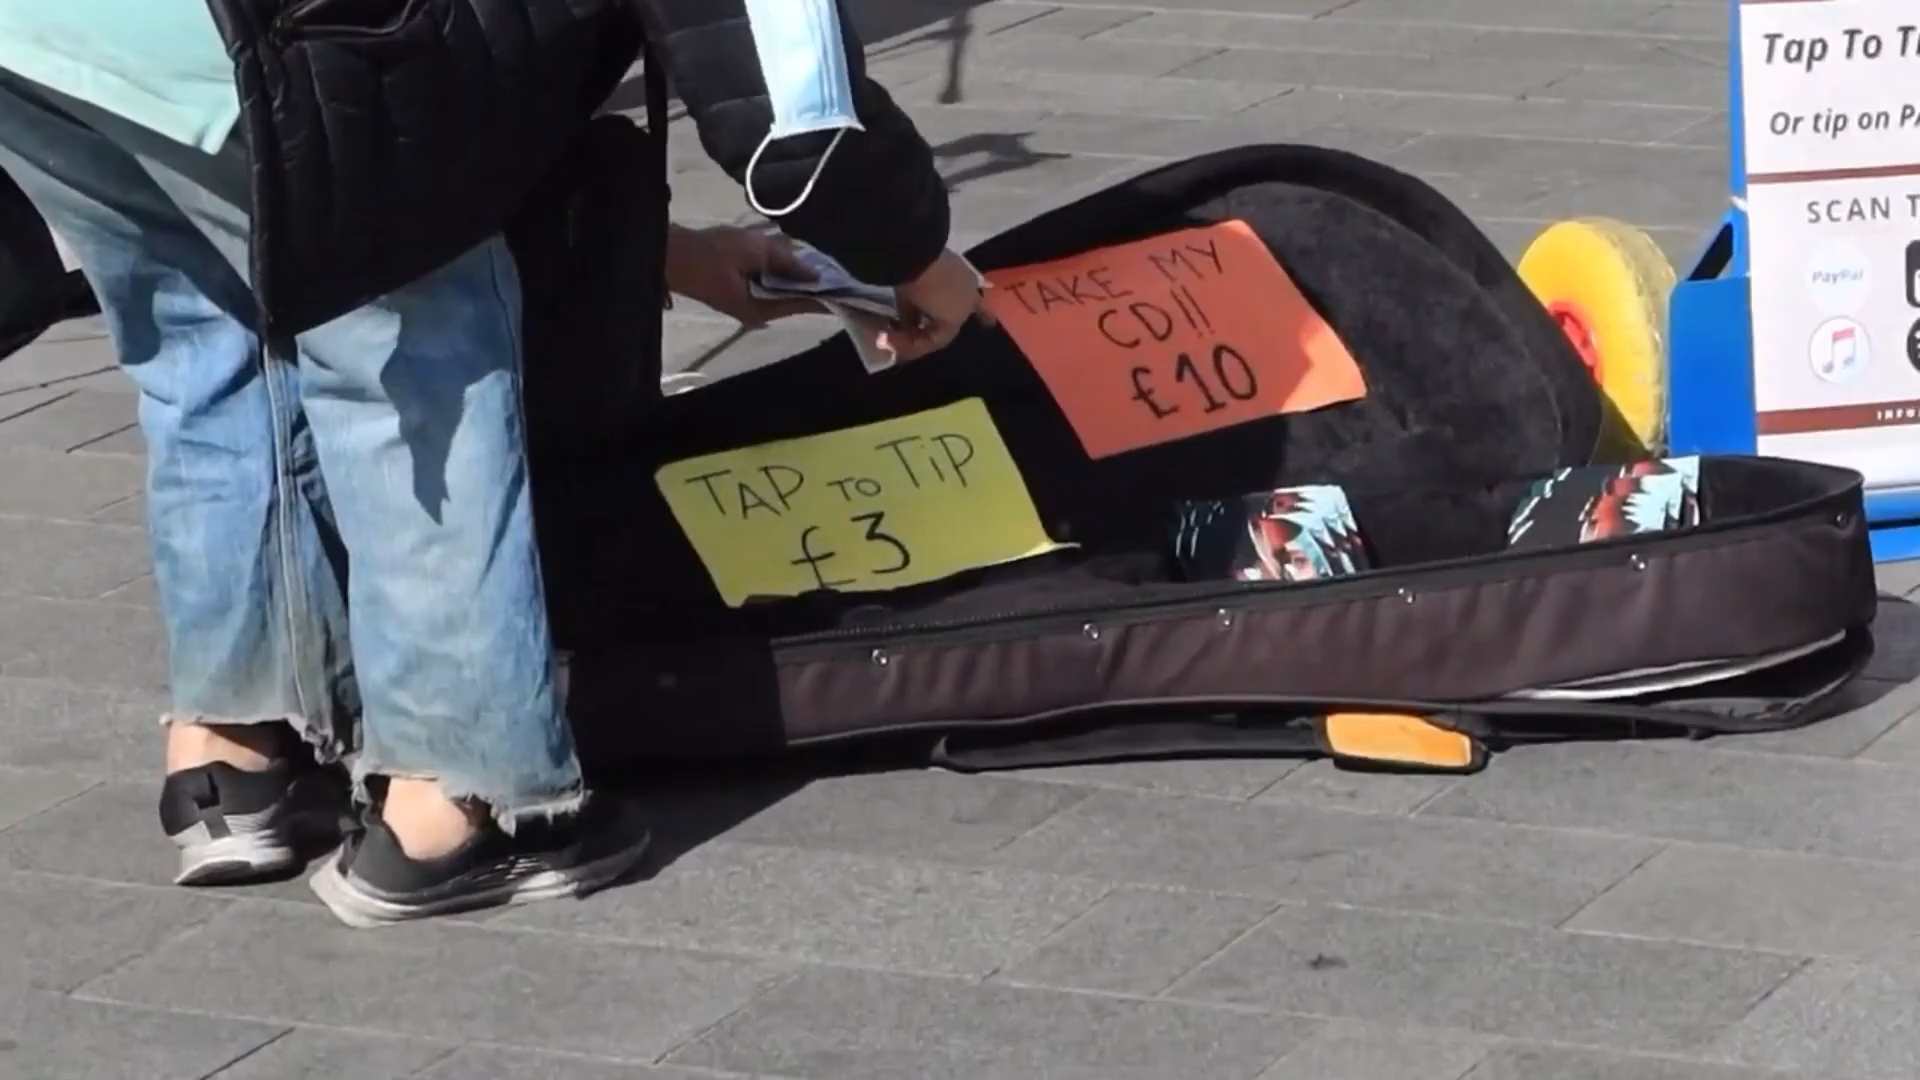 TAKE MY
CD!!
£10
TAP TO TIP
£3
Tap To
Or tip on
SCAN
PayPal